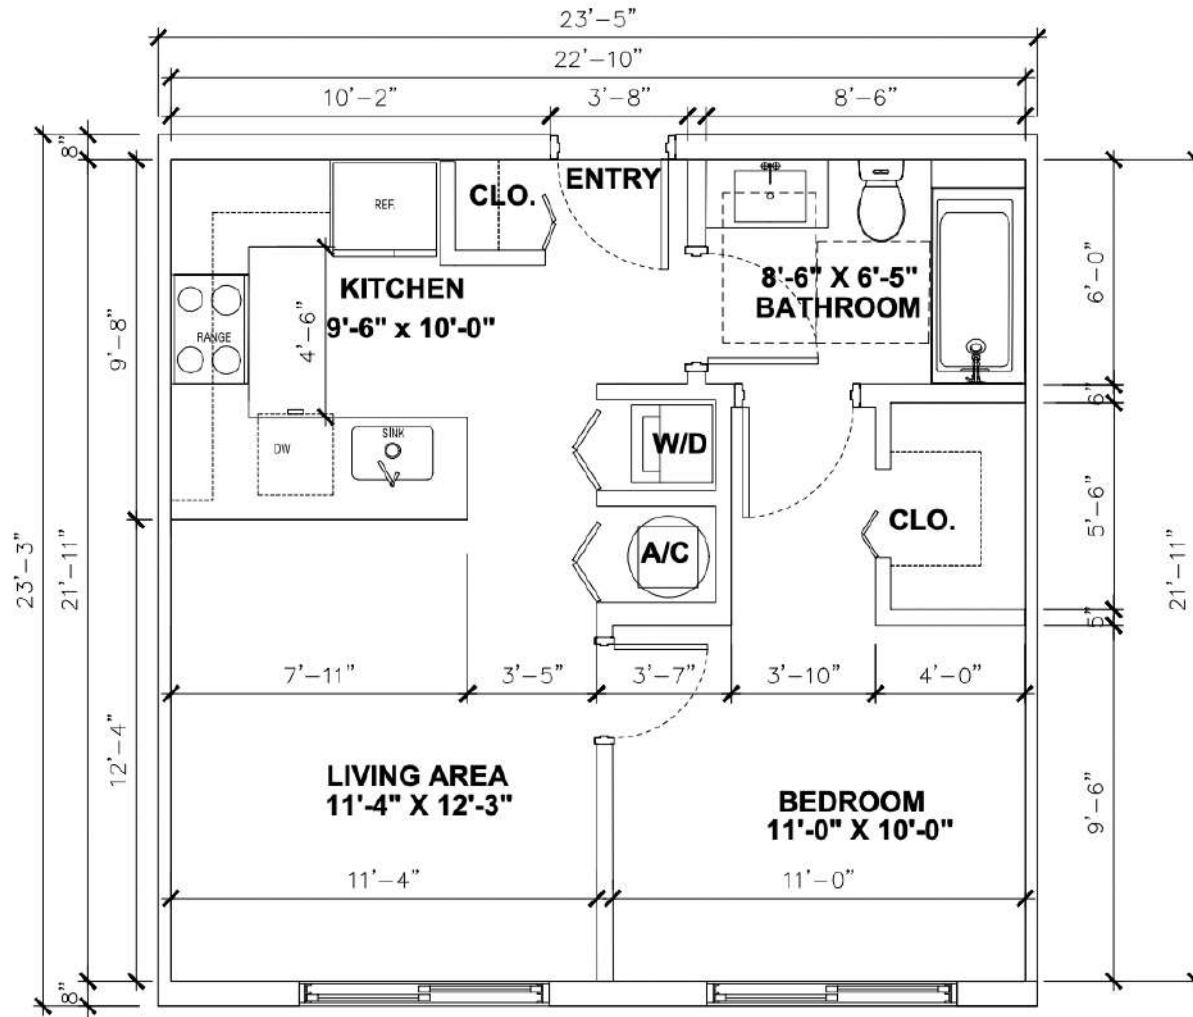 23'-5"
22'-10"
10'-2"
3'-8"
8'-6"
8"
ENTRY
CLO.
REF.
8'-6" X 6'-5"
BATHROOM
6'-0"
KITCHEN
9'-6" x 10'-0"
4'-6"
RANGE
9'-8"
6"
SINK
DW
W/D
CLO.
5'-6"
A/C
23'-3"
21'-11"
21'-11"
5"
7'-11"
3'-5"
3'-7"
3'-10"
4'-0"
12'-4"
LIVING AREA
11'-4" X 12'-3"
BEDROOM
11'-0" X 10'-0"
9'-6"
11'-4"
11'-0"
8"